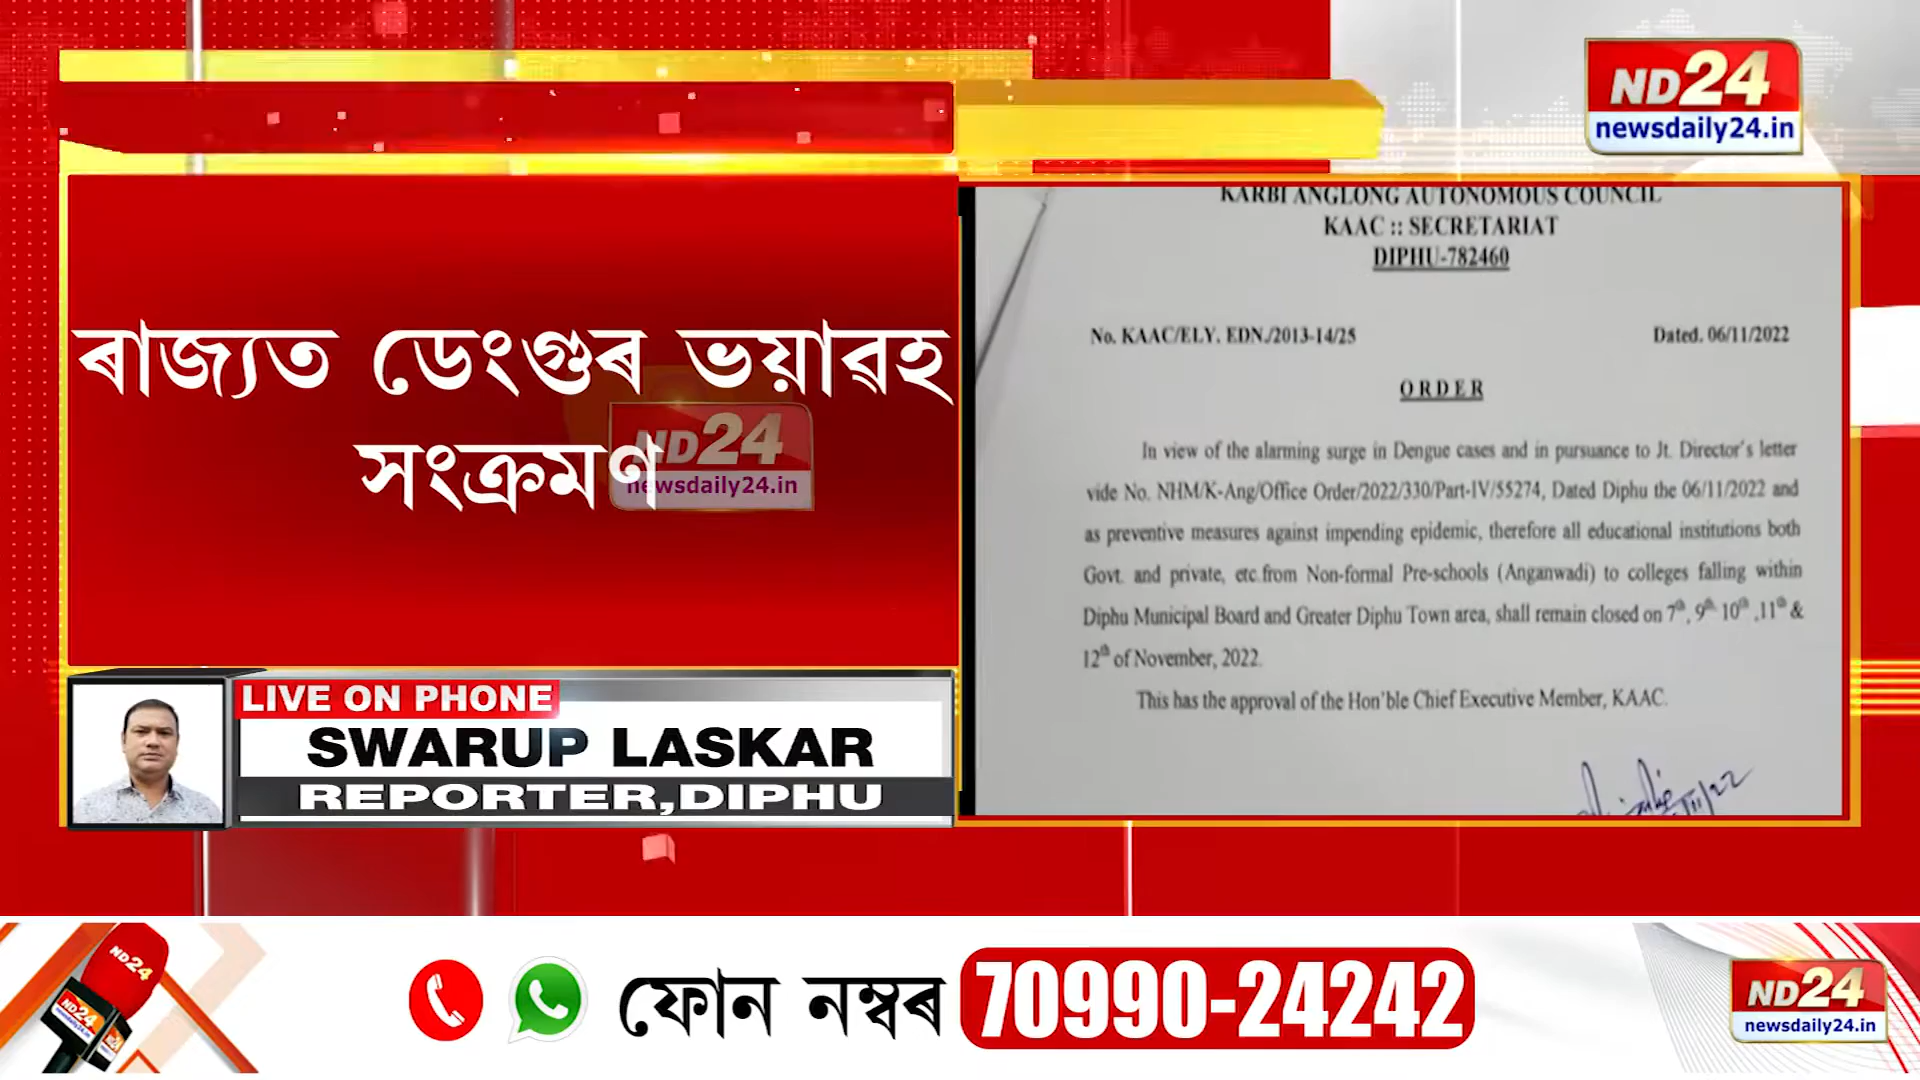 ND24
newsdaily24.in
ৰাজ্যত ডেংগুৰ ভয়াৱহ
সংক্ৰমণ
ND24
newsdaily24.in
LIVE ON PHONE
SWARUP LASKAR
REPORTER,DIPHU
KARBI ANGLONG AUTONOMOUS COUNCIL
KAAC :: SECRETARIAT
DIPHU-782460
No. KAAC/ELY. EDN./2013-14/25 Dated. 06/11/2022
ORDER
In view of the alarming surge in Dengue cases and in pursuance to Jt. Director's letter
vide No. NHM/K-Ang/Office Order/2022/330/Part-IV/55274, Dated Diphu the 06/11/2022 and
as preventive measures against impending epidemic, therefore all educational institutions both
Govt. and private, etc.from Non-formal Pre-schools (Anganwadi) to colleges falling within
Diphu Municipal Board and Greater Diphu Town area, shall remain closed on 7th, 9th 10th ,11th &
12th of November, 2022.
This has the approval of the Hon'ble Chief Executive Member, KAAC.
ND24
ND24
newsdaily24.in
ফোন নম্বৰ 70990-24242
ND24
newsdaily24.in